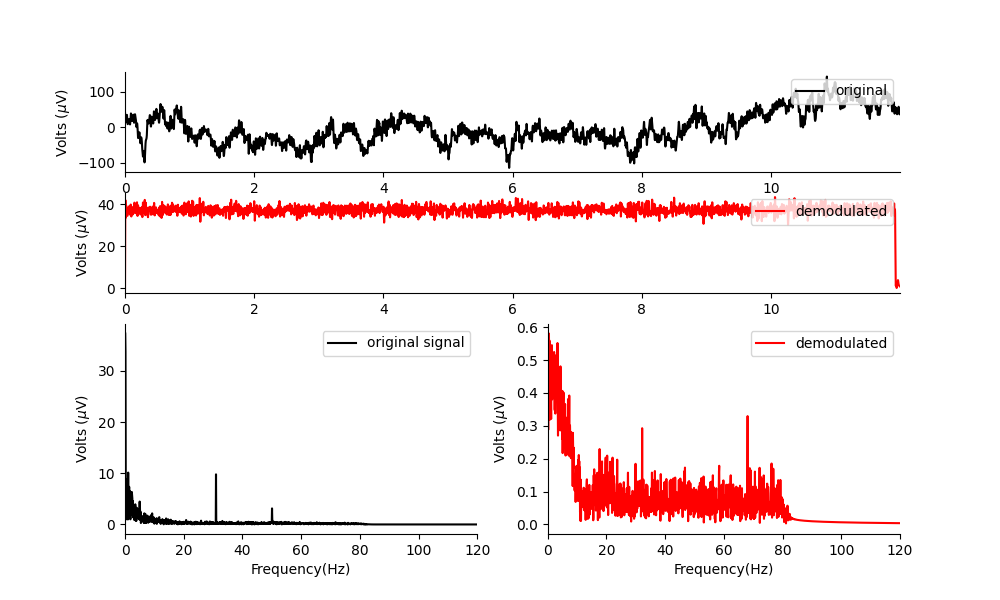 Volts (μV)
100
0
−100
original
0 2 4 6 8 10
Volts (μV)
40
20
0
demodulated
0 2 4 6 8 10
Volts (μV)
30
20
10
0
original signal
0 20 40 60 80 100 120
Frequency(Hz)
Volts (μV)
0.6
0.5
0.4
0.3
0.2
0.1
0.0
demodulated
0 20 40 60 80 100 120
Frequency(Hz)